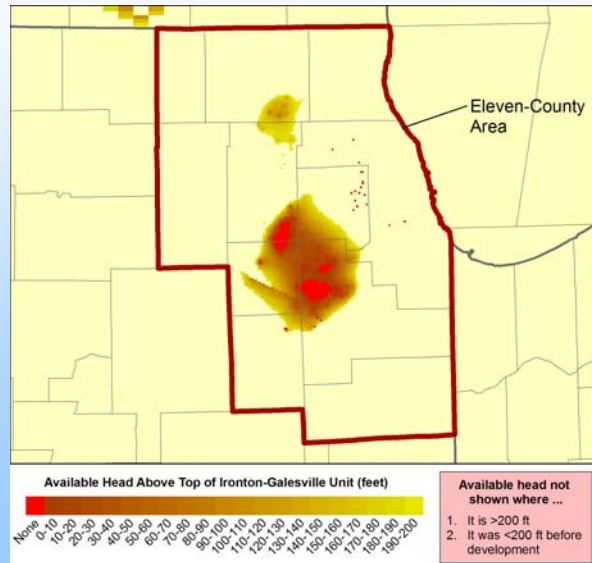 Eleven-County
Area
Available Head Above Top of Ironton-Galesville Unit (feet)
None
0-10
10-20
20-30
30-40
40-50
50-60
60-70
70-80
80-90
90-100
100-110
110-120
120-130
130-140
140-150
150-160
160-170
170-180
180-190
190-200
Available head not
shown where ...
1. It is >200 ft
2. It was <200 ft before
development